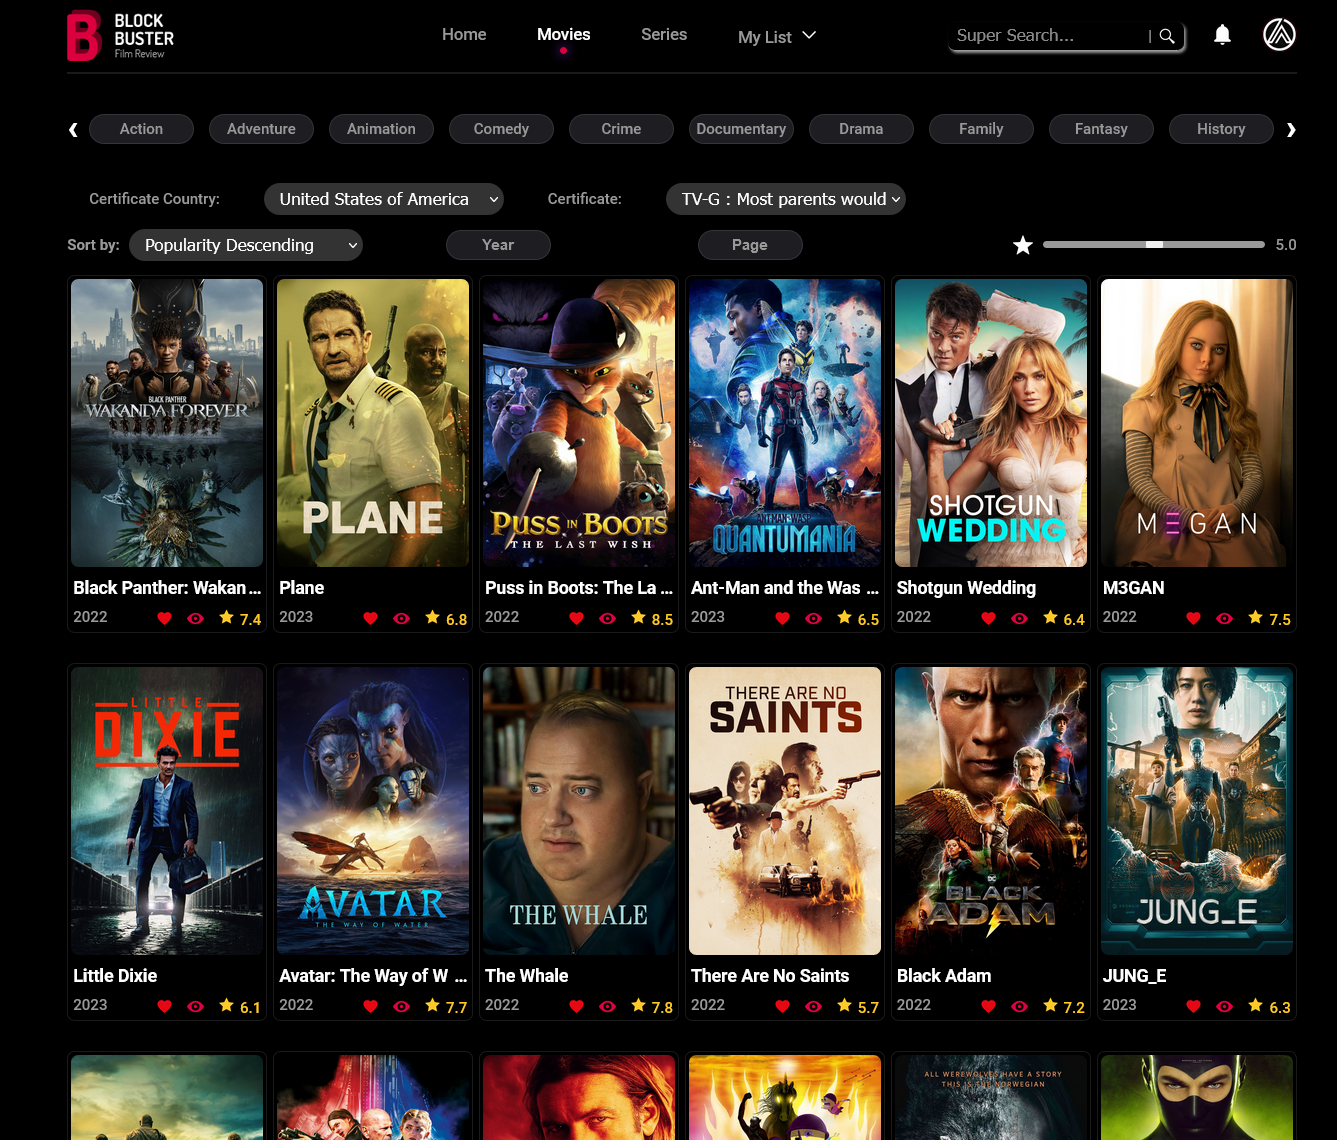 BLOCK
BUSTER
Film Review
Home
Movies
Series
My List
Super Search...
Action
Adventure
Animation
Comedy
Crime
Documentary
Drama
Family
Fantasy
History
Certificate Country:
United States of America
Certificate:
TV-G : Most parents would
Sort by:
Popularity Descending
Year
Page
5.0
BLACK PANTHER
WAKANDA FOREVER
PLANE
PUSS IN BOOTS
THE LAST WISH
ANT-MAN
QUANTUMANIA
SHOTGUN
WEDDING
M3GAN
Black Panther: Wakan ...
Plane
Puss in Boots: The La ...
Ant-Man and the Was ...
Shotgun Wedding
M3GAN
2022
7.4
2023
6.8
2022
8.5
2023
6.5
2022
6.4
2022
7.5
LITTLE
DIXIE
AVATAR
THE WAY OF WATER
THE WHALE
THERE ARE NO
SAINTS
DC
BLACK
ADAM
JUNG_E
Little Dixie
Avatar: The Way of W ...
The Whale
There Are No Saints
Black Adam
JUNG_E
2023
6.1
2022
7.7
2022
7.8
2022
5.7
2022
7.2
2023
6.3
ALL WEREWOLVES HAVE A STORY
THIS IS THE NORWEGIAN